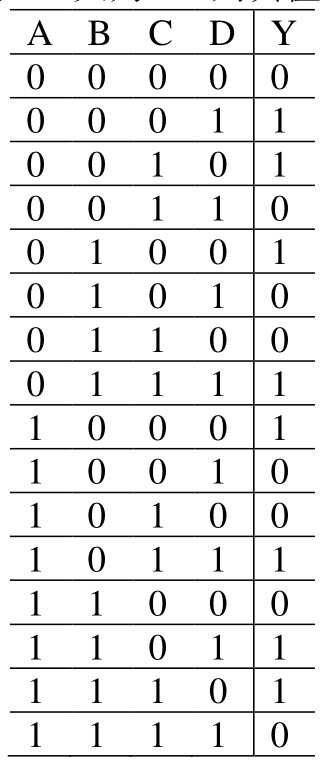 A B C D Y
0 0 0 0 0
0 0 0 1 1
0 0 1 0 1
0 0 1 1 0
0 1 0 0 1
0 1 0 1 0
0 1 1 0 0
0 1 1 1 1
1 0 0 0 1
1 0 0 1 0
1 0 1 0 0
1 0 1 1 1
1 1 0 0 0
1 1 0 1 1
1 1 1 0 1
1 1 1 1 0